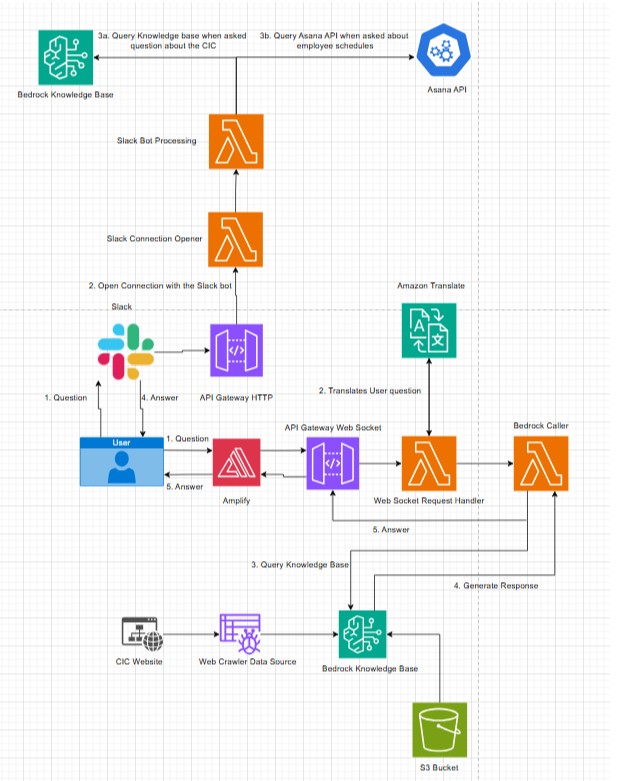 3a. Query Knowledge base when asked
question about the CIC
3b. Query Asana API when asked about
employee schedules
Bedrock Knowledge Base
Asana API
Slack Bot Processing
Slack Connection Opener
2. Open Connection with the Slack bot
Amazon Translate
Slack
A
文
</>
1. Question
4. Answer
API Gateway HTTP
2. Translates User question
User
1. Question
API Gateway Web Socket
Bedrock Caller
</>
5. Answer
Amplify
Web Socket Request Handler
5. Answer
3. Query Knowledge Base
4. Generate Response
CIC Website
Web Crawler Data Source
Bedrock Knowledge Base
S3 Bucket